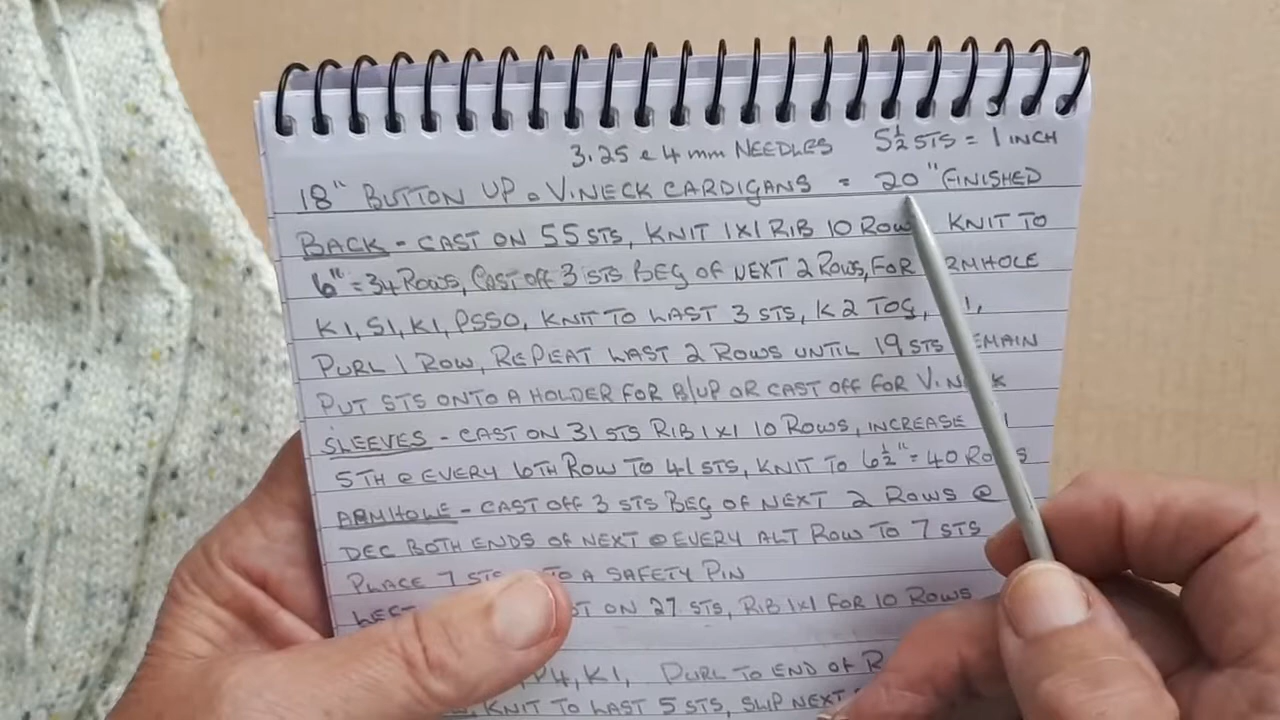 3.25 & 4 mm NEEDLES 5½ STS = 1 INCH
18" BUTTON UP & V.NECK CARDIGANS = 20" FINISHED
BACK - CAST ON 55 STS, KNIT 1X1 RIB 10 ROW KNIT TO
6" = 34 ROWS, CAST OFF 3 STS BEG OF NEXT 2 ROWS, FOR RMHOLE
K1, S1, K1, PSSO, KNIT TO LAST 3 STS, K2 TOG, 1,
PURL 1 ROW, REPEAT LAST 2 ROWS UNTIL 19 STS EMAIN
PUT STS ONTO A HOLDER FOR B/UP OR CAST OFF FOR V.NECK
SLEEVES - CAST ON 31 STS RIB 1X1 10 ROWS, INCREASE 1
5TH & EVERY 6TH ROW TO 41 STS, KNIT TO 6½" = 40 ROWS
ARMHOLE - CAST OFF 3 STS BEG OF NEXT 2 ROWS &
DEC BOTH ENDS OF NEXT & EVERY ALT ROW TO 7 STS
PLACE 7 STS TO A SAFETY PIN
LEFT ST ON 27 STS, RIB 1X1 FOR 10 ROWS
P4, K1, PURL TO END OF R
KNIT TO LAST 5 STS, SLIP NEXT